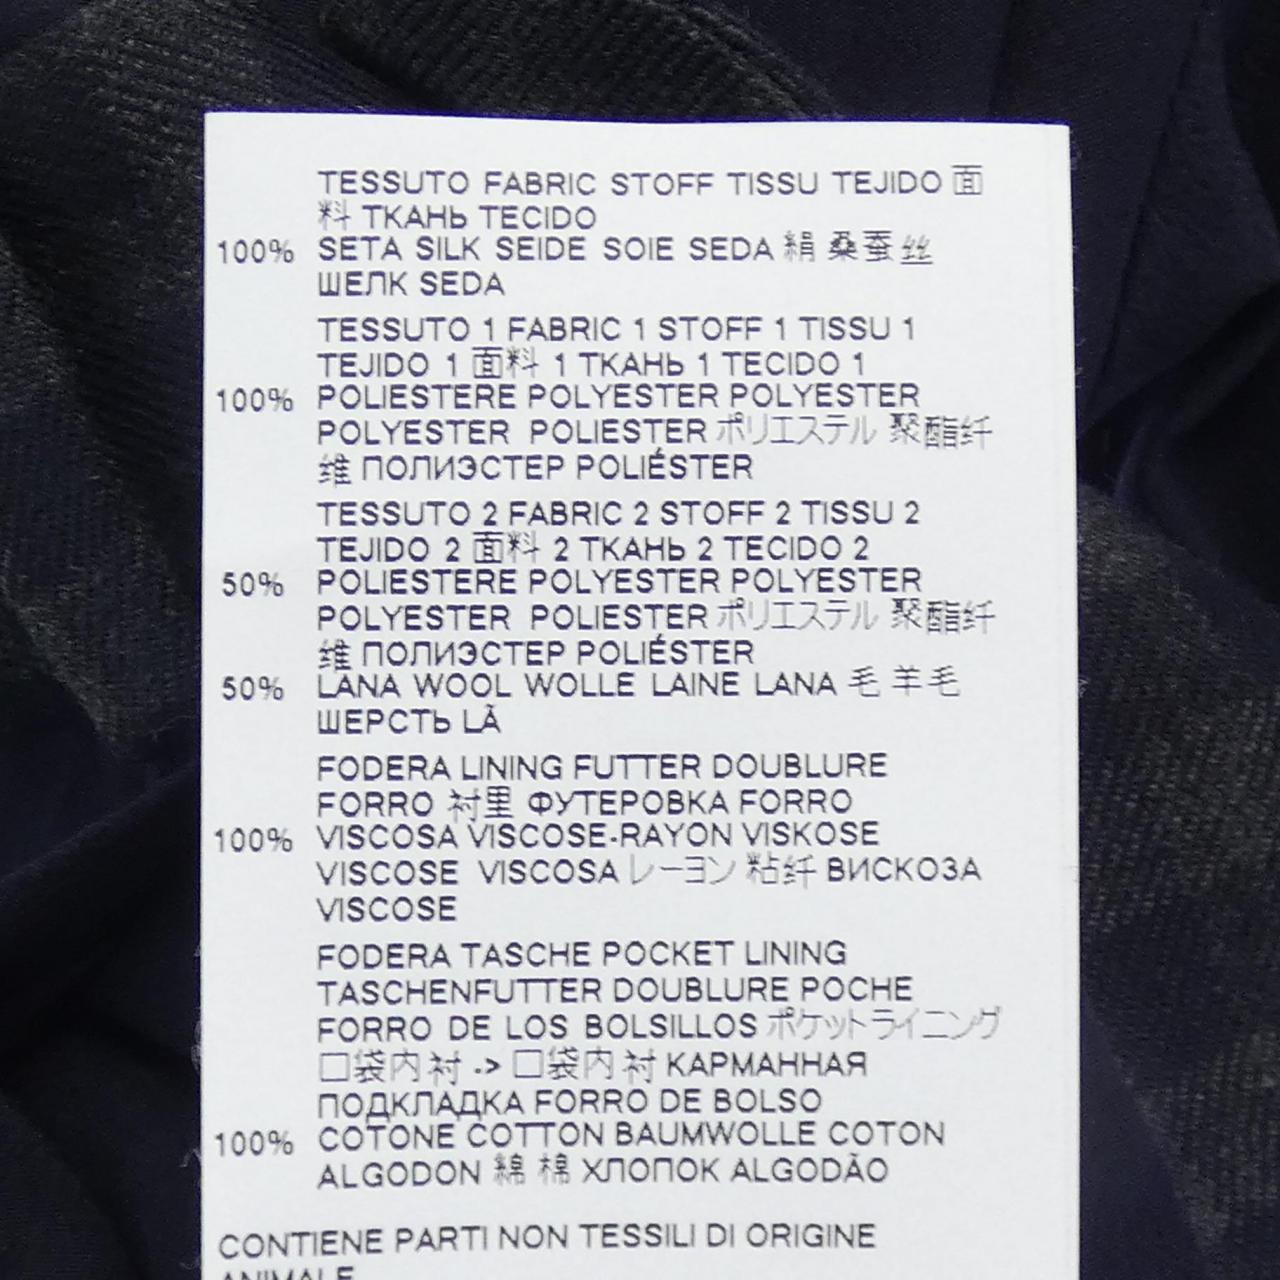 TESSUTO FABRIC STOFF TISSU TEJIDO 面
料 ТКАНЬ TECIDO
100% SETA SILK SEIDE SOIE SEDA 絹 桑蚕丝
ШЕЛК SEDA
TESSUTO 1 FABRIC 1 STOFF 1 TISSU 1
TEJIDO 1 面料 1 ТКАНЬ 1 TECIDO 1
100% POLIESTERE POLYESTER POLYESTER
POLYESTER POLIESTER ポリエステル 聚酯纤
维 ПОЛИЭСТЕР POLIÉSTER
TESSUTO 2 FABRIC 2 STOFF 2 TISSU 2
TEJIDO 2 面料 2 ТКАНЬ 2 TECIDO 2
50% POLIESTERE POLYESTER POLYESTER
POLYESTER POLIESTER ポリエステル 聚酯纤
维 ПОЛИЭСТЕР POLIÉSTER
50% LANA WOOL WOLLE LAINE LANA 毛 羊毛
ШЕРСТЬ LÃ
FODERA LINING FUTTER DOUBLURE
FORRO 衬里 ФУТЕРОВКА FORRO
100% VISCOSA VISCOSE-RAYON VISKOSE
VISCOSE VISCOSA レーヨン 粘纤 ВИСКОЗА
VISCOSE
FODERA TASCHE POCKET LINING
TASCHENFUTTER DOUBLURE POCHE
FORRO DE LOS BOLSILLOS ポケットライニング
口袋内衬 -> 口袋内衬 КАРМАННАЯ
ПОДКЛАДКА FORRO DE BOLSO
100% COTONE COTTON BAUMWOLLE COTON
ALGODON 綿 棉 ХЛОПОК ALGODÃO
CONTIENE PARTI NON TESSILI DI ORIGINE
ANIMALE